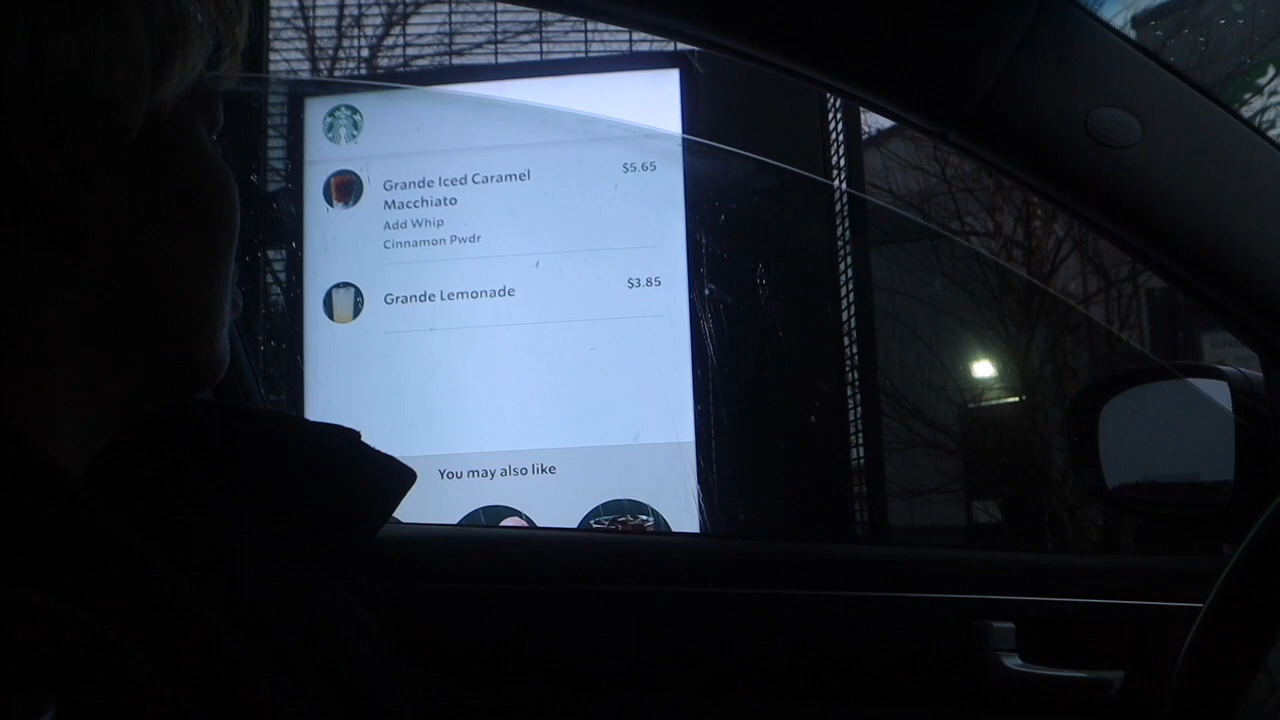 Grande Iced Caramel
Macchiato
$5.65
Add Whip
Cinnamon Pwdr
Grande Lemonade
$3.85
You may also like